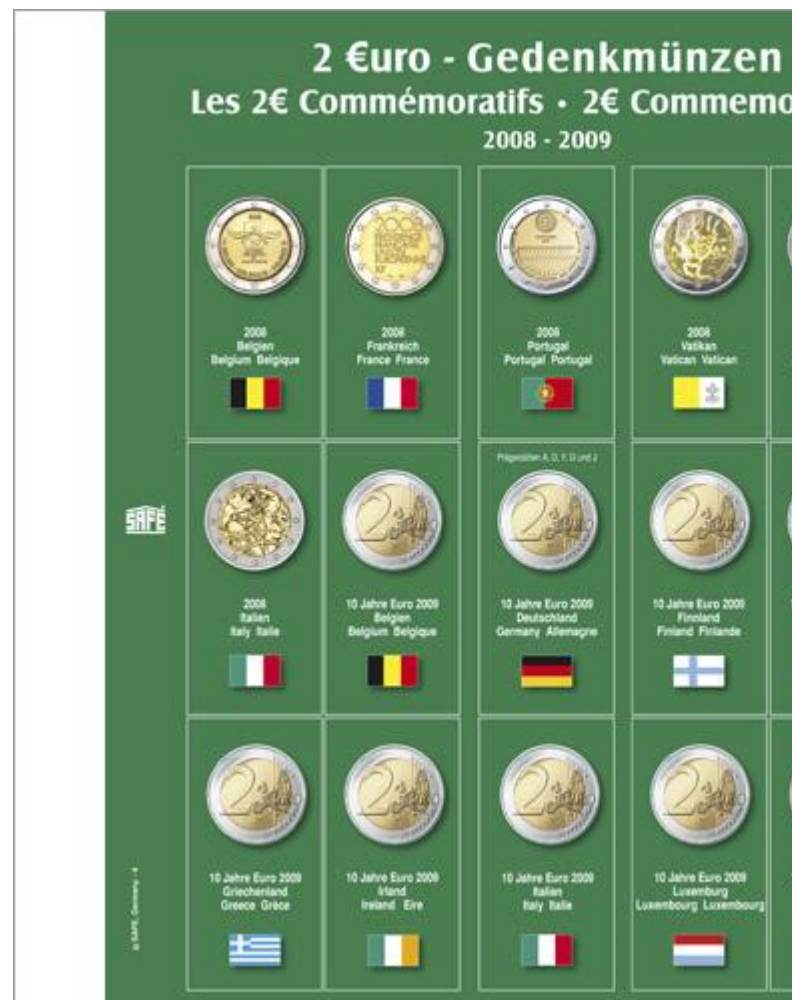 2 €uro - Gedenkmünzen
Les 2€ Commémoratifs • 2€ Commemo
2008 - 2009
2008
Belgien
Belgium Belgique
2008
Frankreich
France France
2008
Portugal
Portugal Portugal
2008
Vatikan
Vatican Vatican
Prägestätten A, D, F, G und J
SAFE
2008
Italien
Italy Italie
10 Jahre Euro 2009
Belgien
Belgium Belgique
10 Jahre Euro 2009
Deutschland
Germany Allemagne
10 Jahre Euro 2009
Finnland
Finland Finlande
10 Jahre Euro 2009
Griechenland
Greece Grèce
10 Jahre Euro 2009
Irland
Ireland Eire
10 Jahre Euro 2009
Italien
Italy Italie
10 Jahre Euro 2009
Luxemburg
Luxembourg Luxembourg
© SAFE, Germany - 4